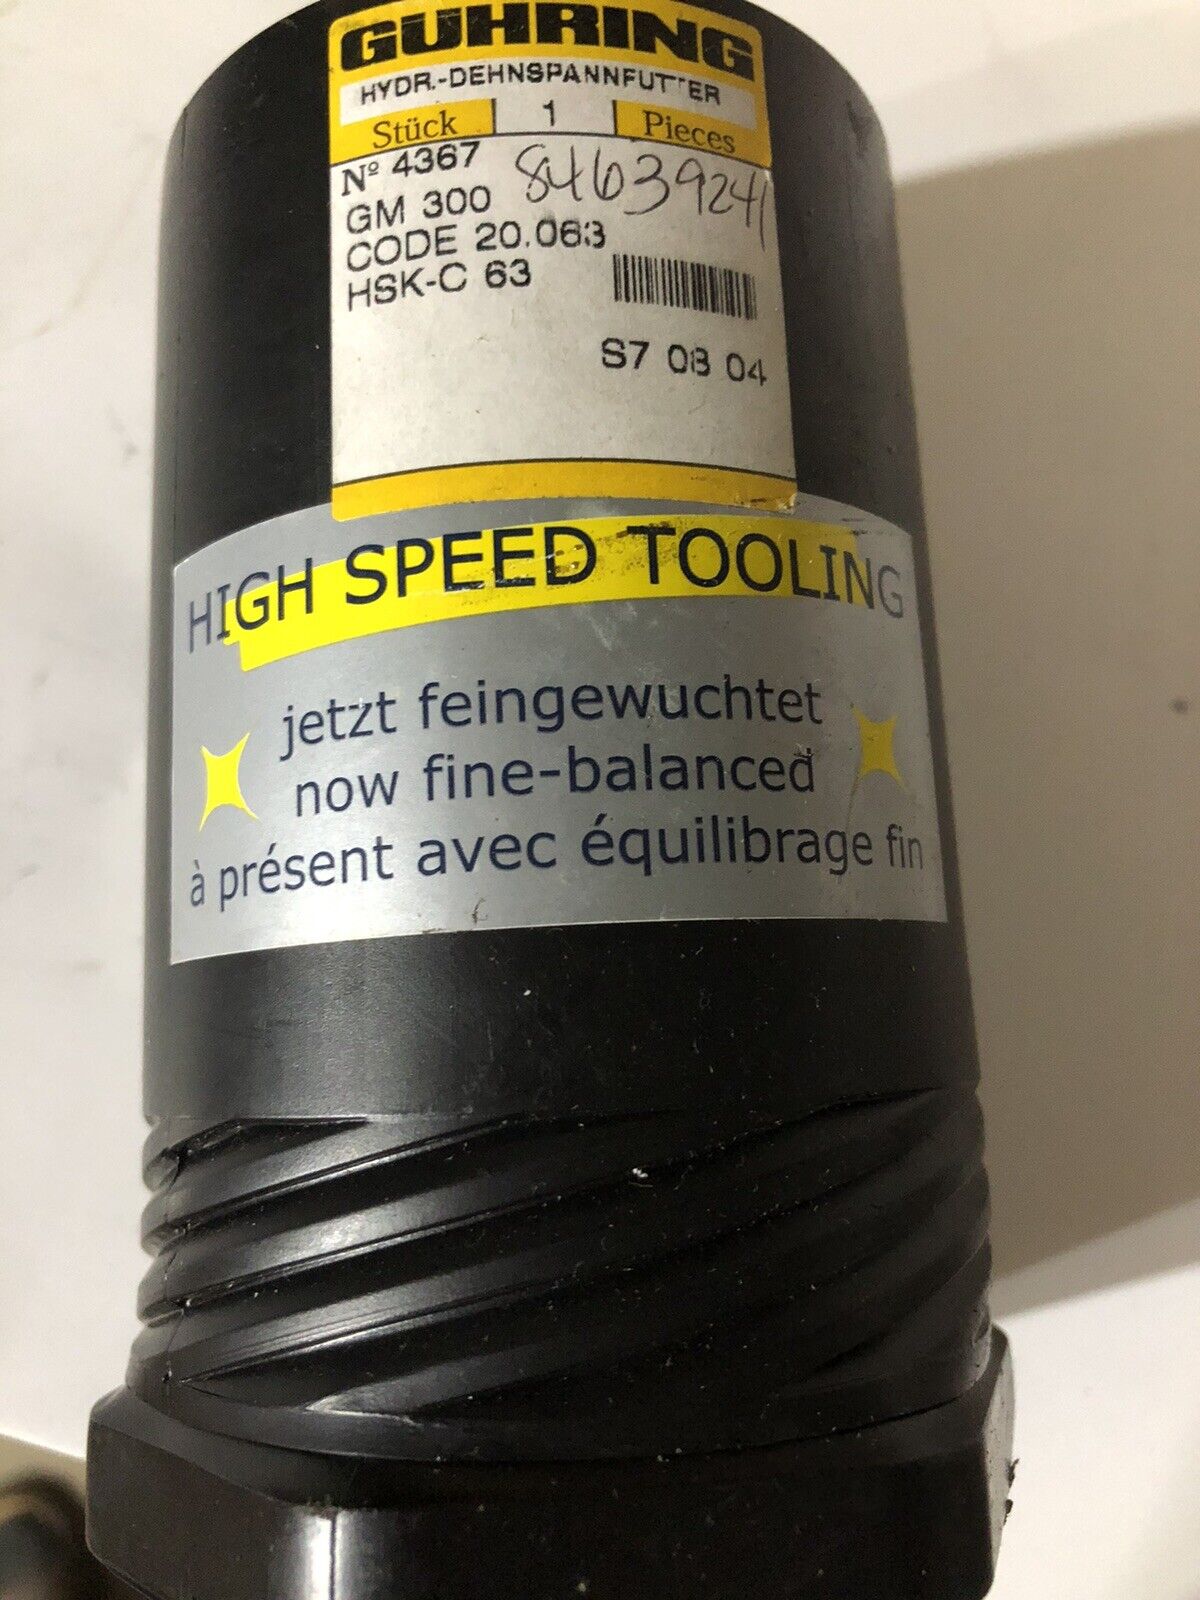 GUHRING
HYDR.-DEHNSPANNFUTTER
Stück 1 Pieces
Nº 4367
84639241
GM 300
CODE 20.063
HSK-C 63
S7 08 04
HIGH SPEED TOOLING
jetzt feingewuchtet
now fine-balanced
à présent avec équilibrage fin